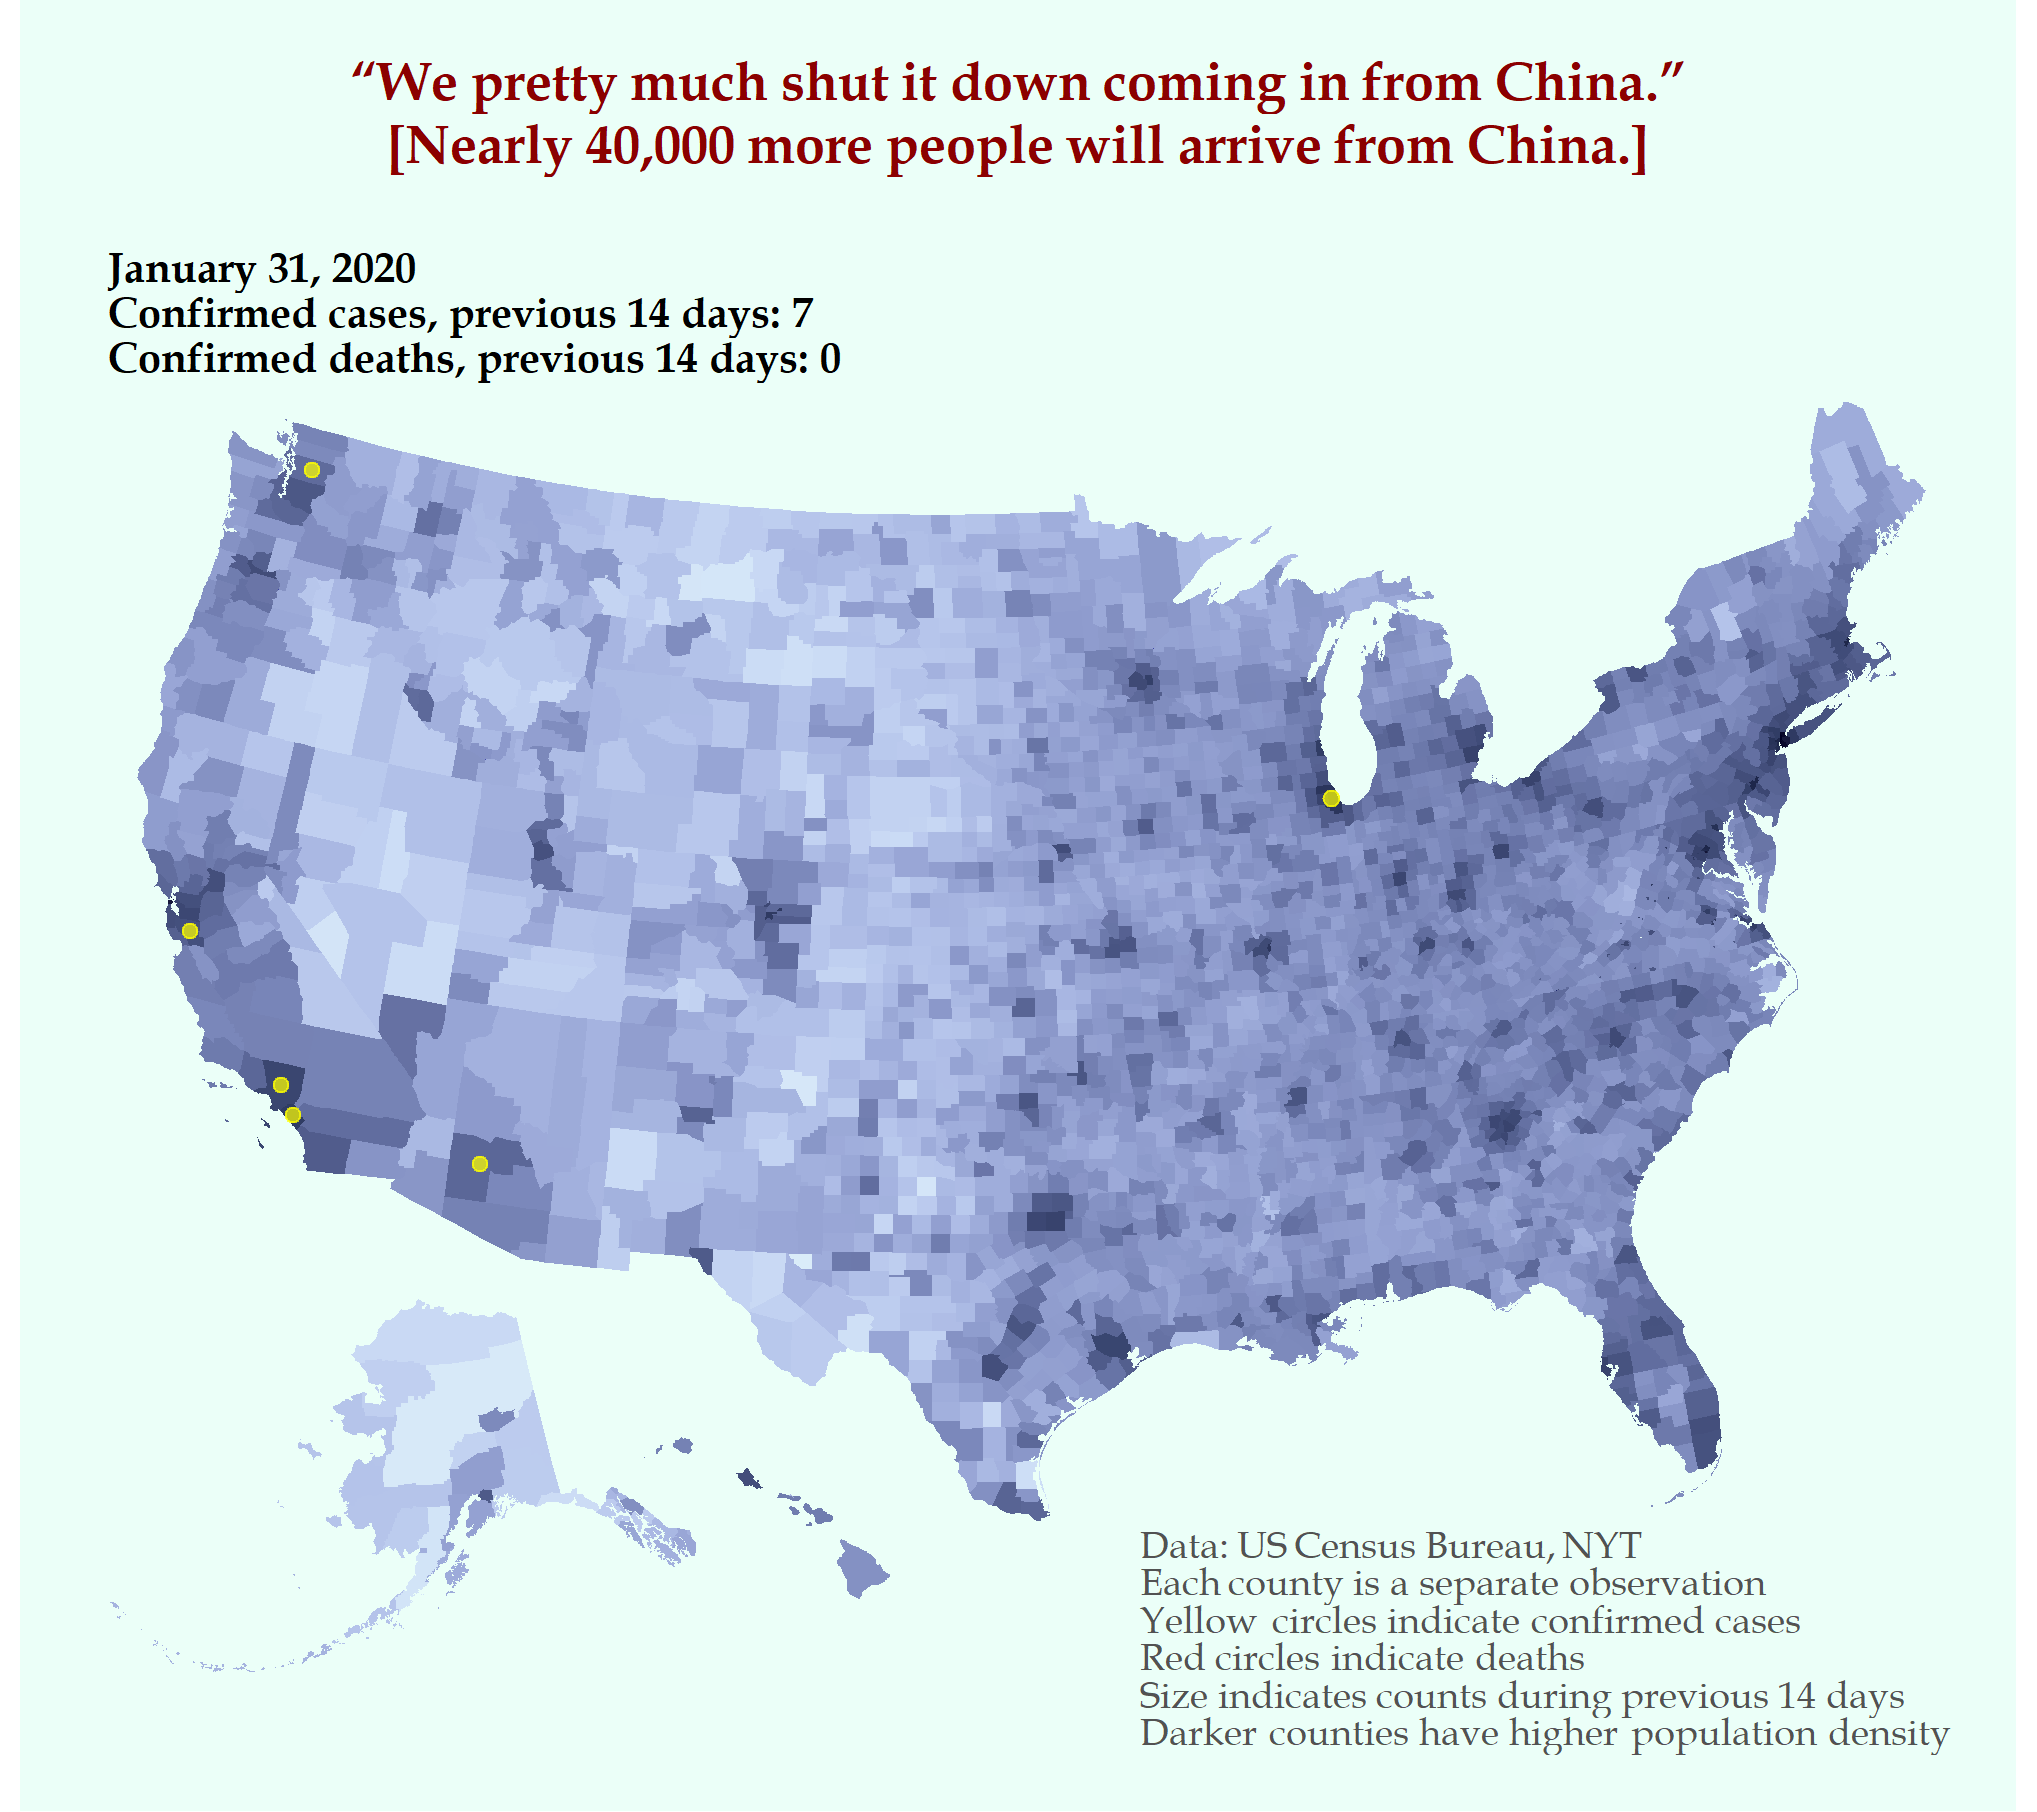 “We pretty much shut it down coming in from China.”
[Nearly 40,000 more people will arrive from China.]
January 31, 2020
Confirmed cases, previous 14 days: 7
Confirmed deaths, previous 14 days: 0
Data: US Census Bureau, NYT
Each county is a separate observation
Yellow circles indicate confirmed cases
Red circles indicate deaths
Size indicates counts during previous 14 days
Darker counties have higher population density